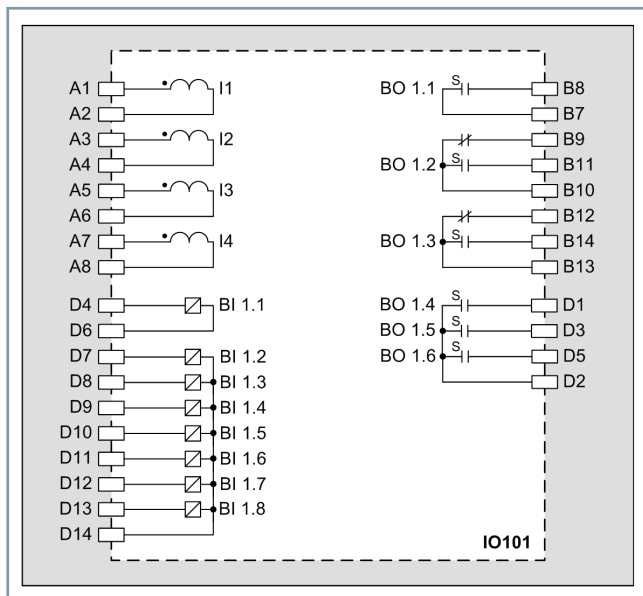 A1 I1 BO 1.1 S B8
A2 B7
A3 I2 B9
A4 BO 1.2 S B11
A5 I3 B10
A6 B12
A7 I4 BO 1.3 S B14
A8 B13
D4 BI 1.1 BO 1.4 S D1
D6 BO 1.5 S D3
D7 BI 1.2 BO 1.6 S D5
D8 BI 1.3 D2
D9 BI 1.4
D10 BI 1.5
D11 BI 1.6
D12 BI 1.7
D13 BI 1.8
D14
IO101